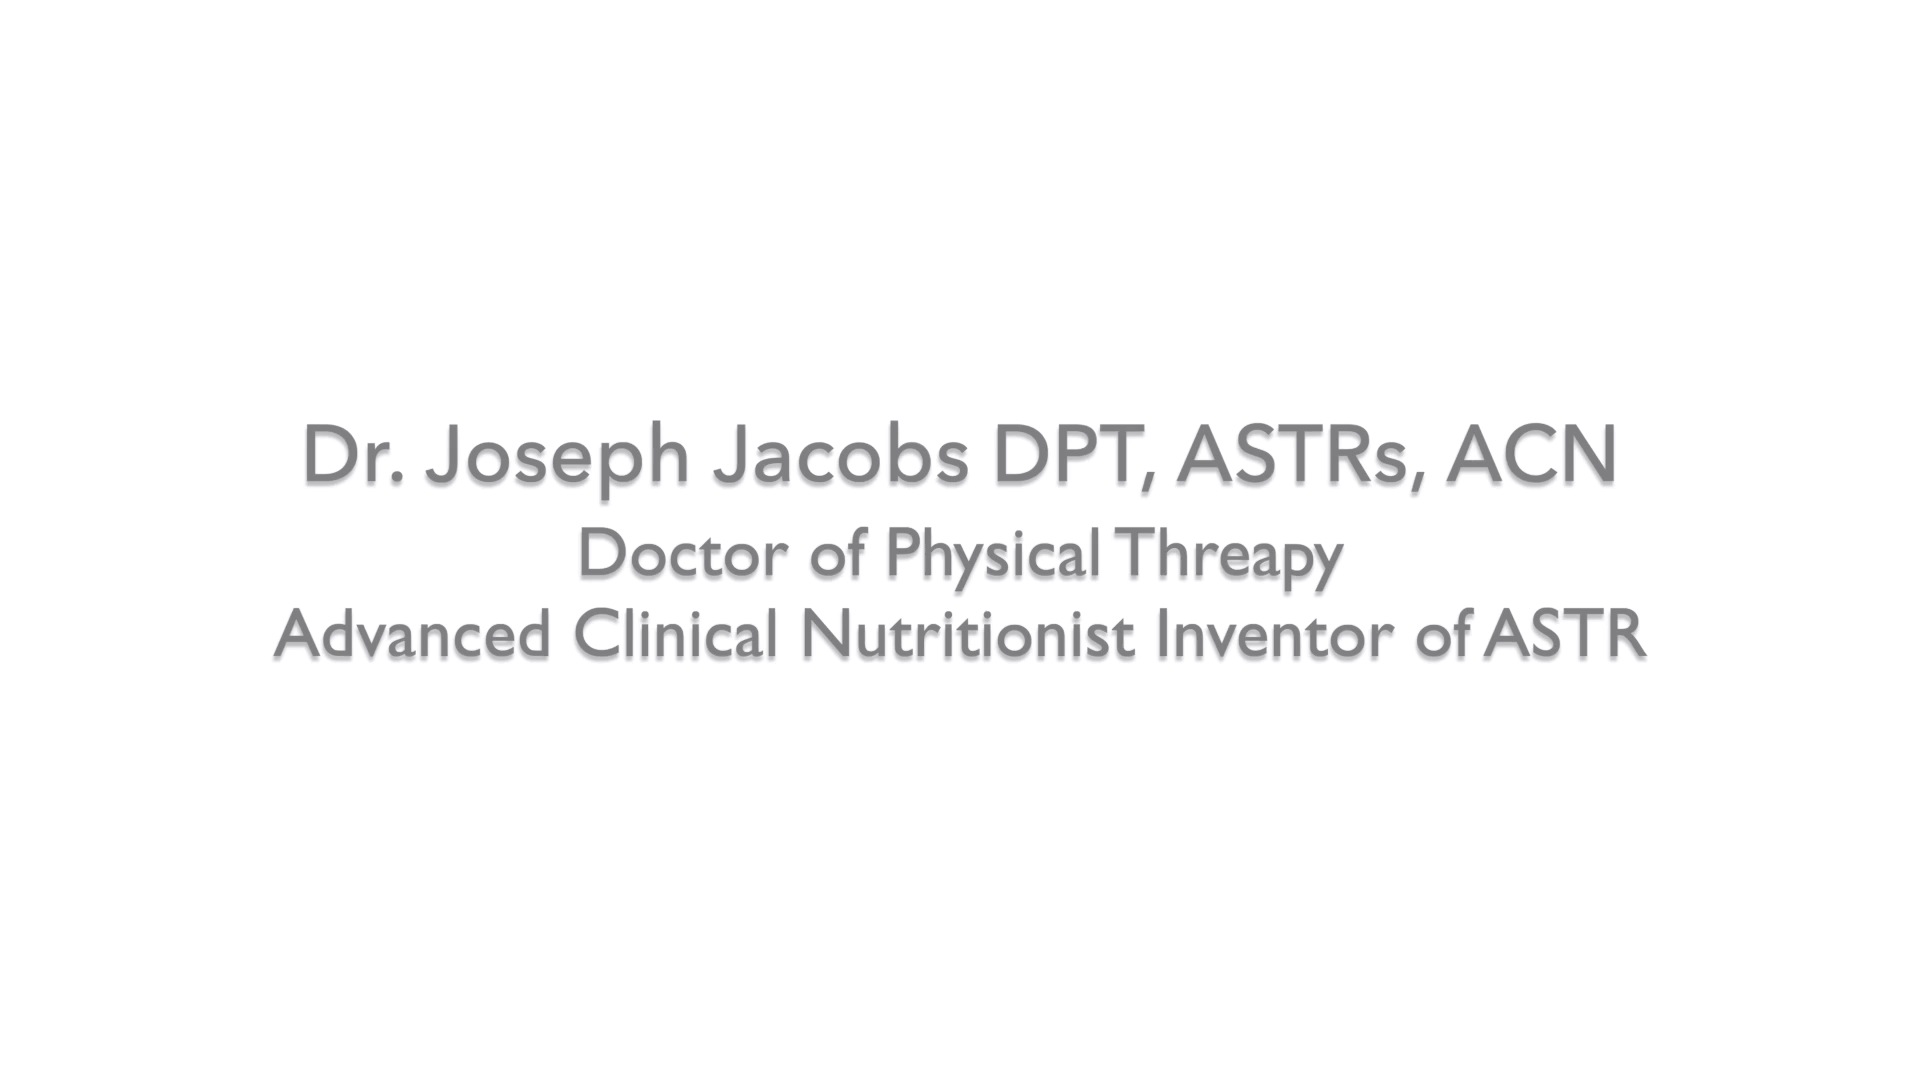 Dr. Joseph Jacobs DPT, ASTRs, ACN
Doctor of Physical Threapy
Advanced Clinical Nutritionist Inventor of ASTR